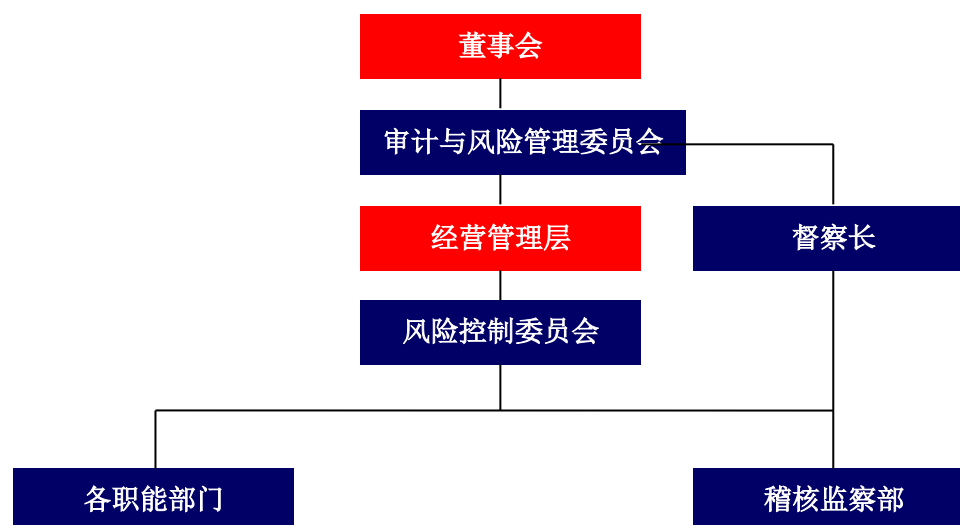 董事会
审计与风险管理委员会
经营管理层
督察长
风险控制委员会
各职能部门
稽核监察部